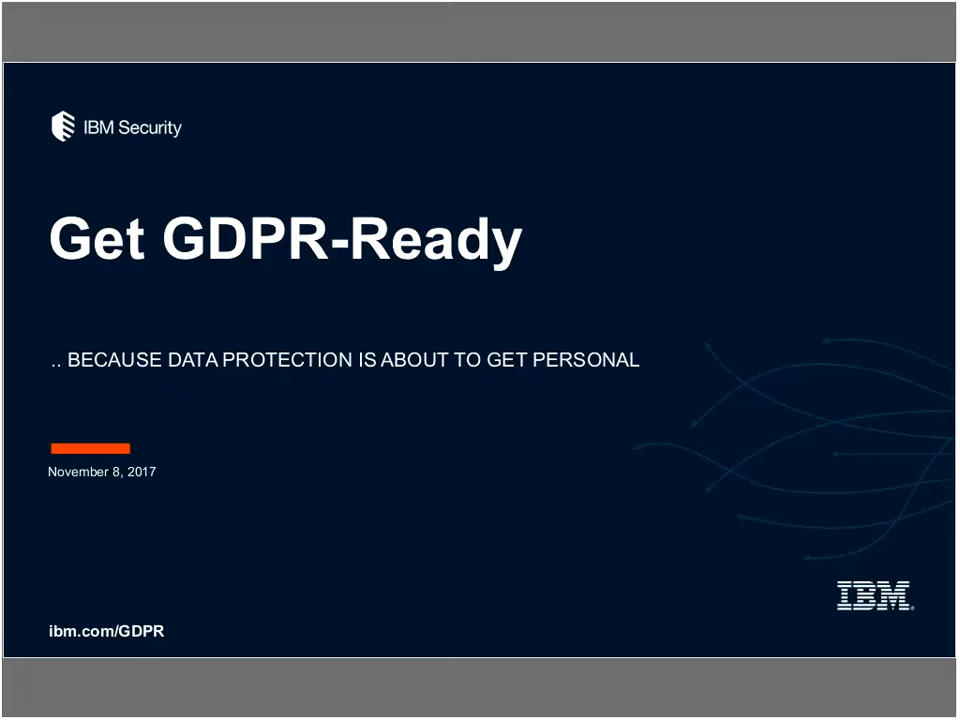 IBM Security
Get GDPR-Ready
.. BECAUSE DATA PROTECTION IS ABOUT TO GET PERSONAL
November 8, 2017
IBM®
ibm.com/GDPR